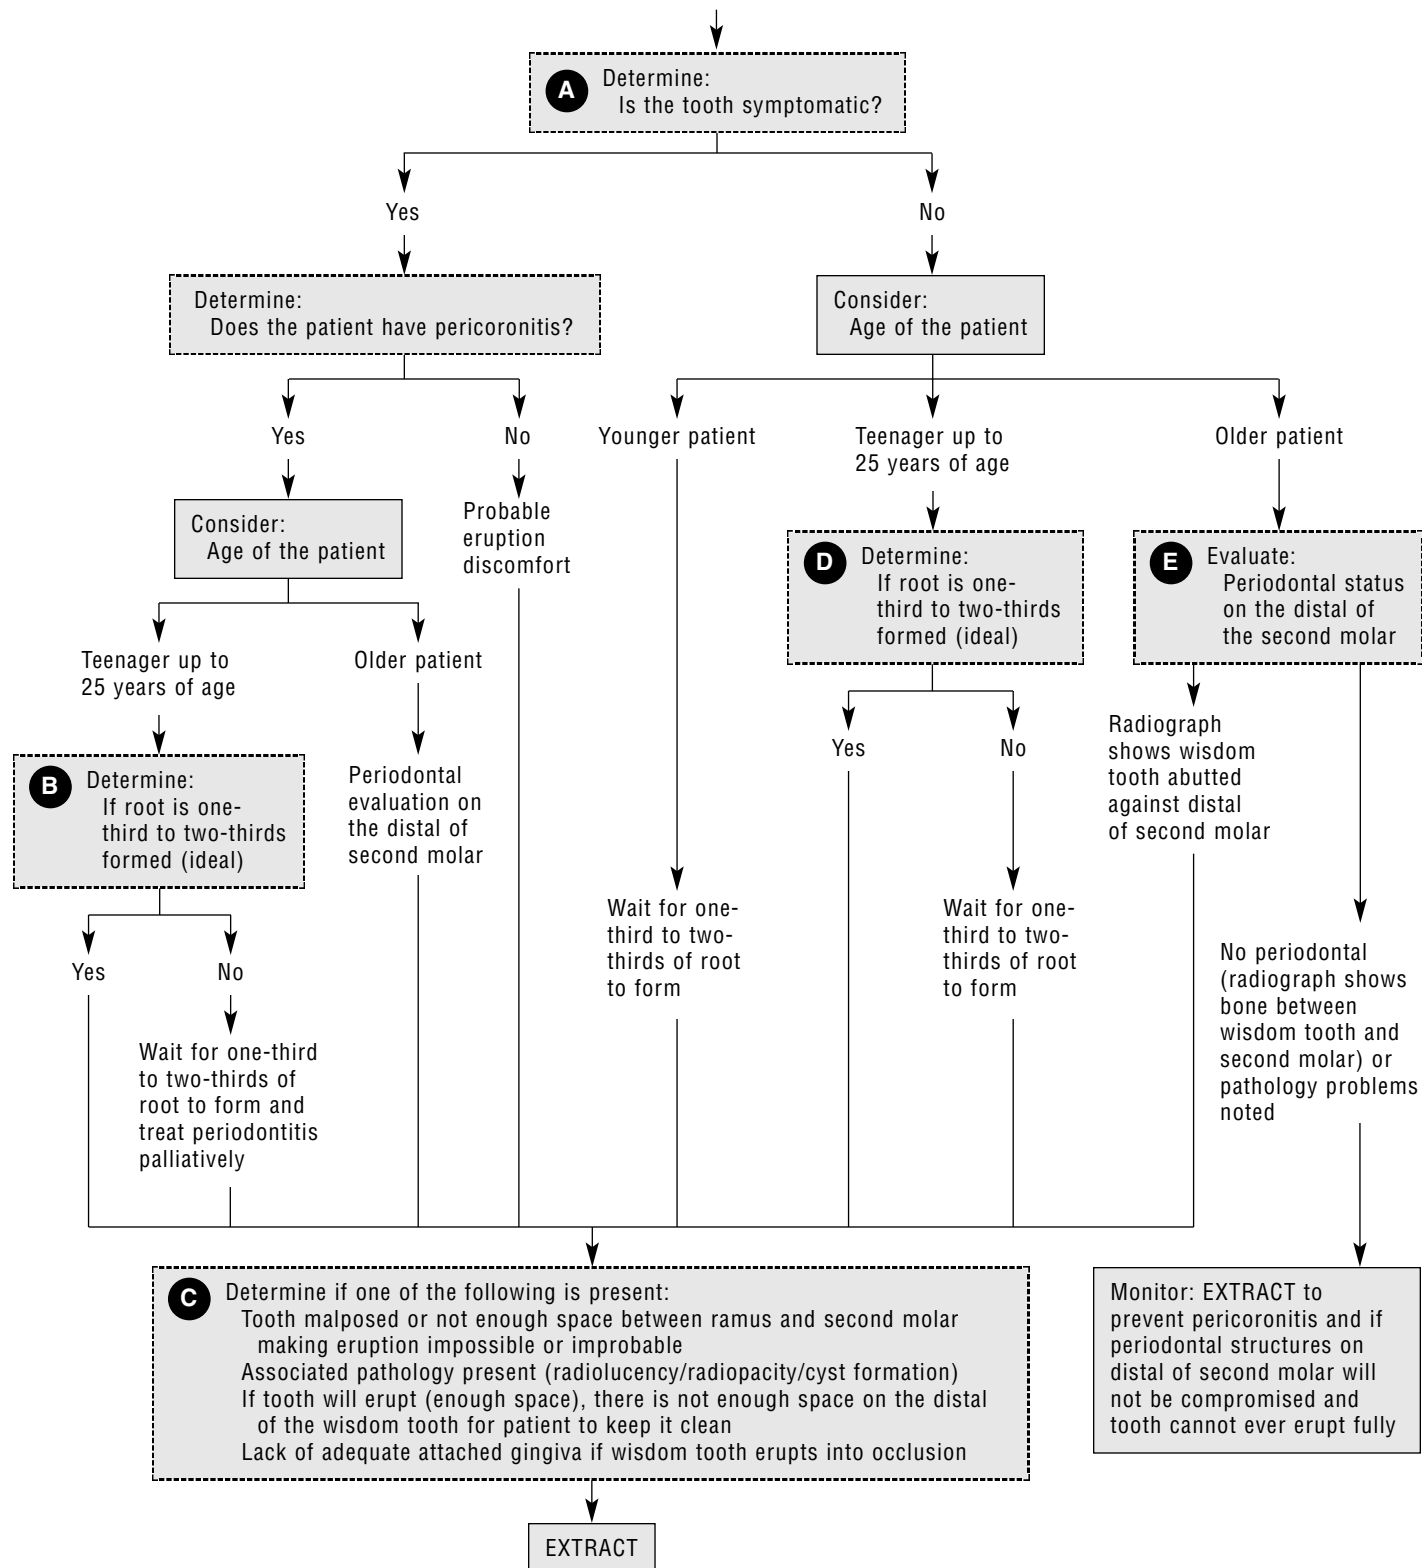 A
Determine:
Is the tooth symptomatic?
Yes
No
Determine:
Does the patient have pericoronitis?
Consider:
Age of the patient
Yes
No
Younger patient
Teenager up to
25 years of age
Older patient
Consider:
Age of the patient
Probable
eruption
discomfort
D
Determine:
If root is one-
third to two-thirds
formed (ideal)
E
Evaluate:
Periodontal status
on the distal of
the second molar
Teenager up to
25 years of age
Older patient
Yes
No
Radiograph
shows wisdom
tooth abutted
against distal
of second molar
B
Determine:
If root is one-
third to two-thirds
formed (ideal)
Periodontal
evaluation on
the distal of
second molar
Wait for one-
third to two-
thirds of root
to form
Wait for one-
third to two-
thirds of root
to form
Yes
No
No periodontal
(radiograph shows
bone between
wisdom tooth and
second molar) or
pathology problems
noted
Wait for one-third
to two-thirds of
root to form and
treat periodontitis
palliatively
C
Determine if one of the following is present:
Tooth malposed or not enough space between ramus and second molar
making eruption impossible or improbable
Associated pathology present (radiolucency/radiopacity/cyst formation)
If tooth will erupt (enough space), there is not enough space on the distal
of the wisdom tooth for patient to keep it clean
Lack of adequate attached gingiva if wisdom tooth erupts into occlusion
Monitor: EXTRACT to
prevent pericoronitis and if
periodontal structures on
distal of second molar will
not be compromised and
tooth cannot ever erupt fully
EXTRACT